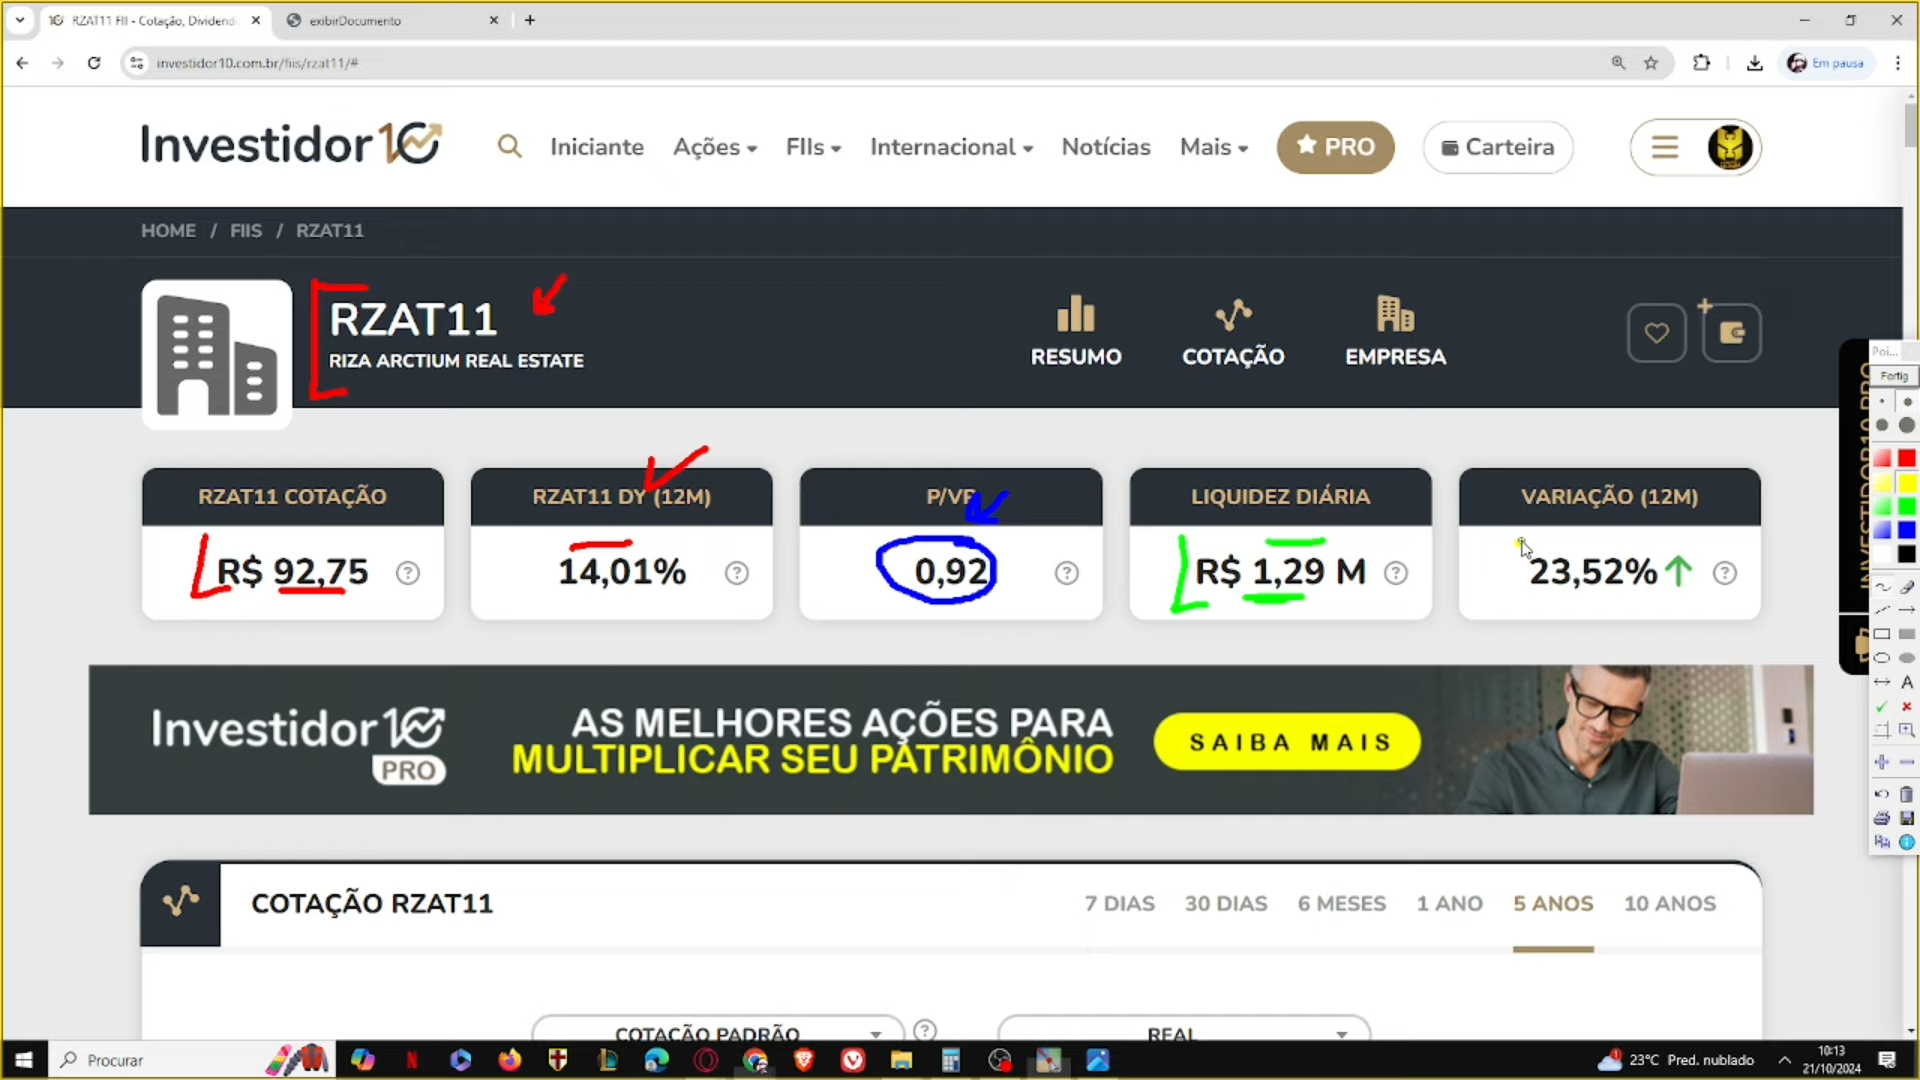 RZAT11 FII - Cotação, Dividend
exibirDocumento
investidor10.com.br/fiis/rzat11/#
Em pausa
Investidor10
Iniciante
Ações
FIIs
Internacional
Notícias
Mais
PRO
Carteira
HOME / FIIS / RZAT11
RZAT11
RIZA ARCTIUM REAL ESTATE
RESUMO
COTAÇÃO
EMPRESA
Poi...
Fertig
INVESTIDOR10 PRO
RZAT11 COTAÇÃO
R$ 92,75
RZAT11 DY (12M)
14,01%
P/VP
0,92
LIQUIDEZ DIÁRIA
R$ 1,29 M
VARIAÇÃO (12M)
23,52%
A
Investidor10
PRO
AS MELHORES AÇÕES PARA
MULTIPLICAR SEU PATRIMÔNIO
SAIBA MAIS
COTAÇÃO RZAT11
7 DIAS
30 DIAS
6 MESES
1 ANO
5 ANOS
10 ANOS
COTAÇÃO PADRÃO
REAL
Procurar
23°C Pred. nublado
10:13
21/10/2024